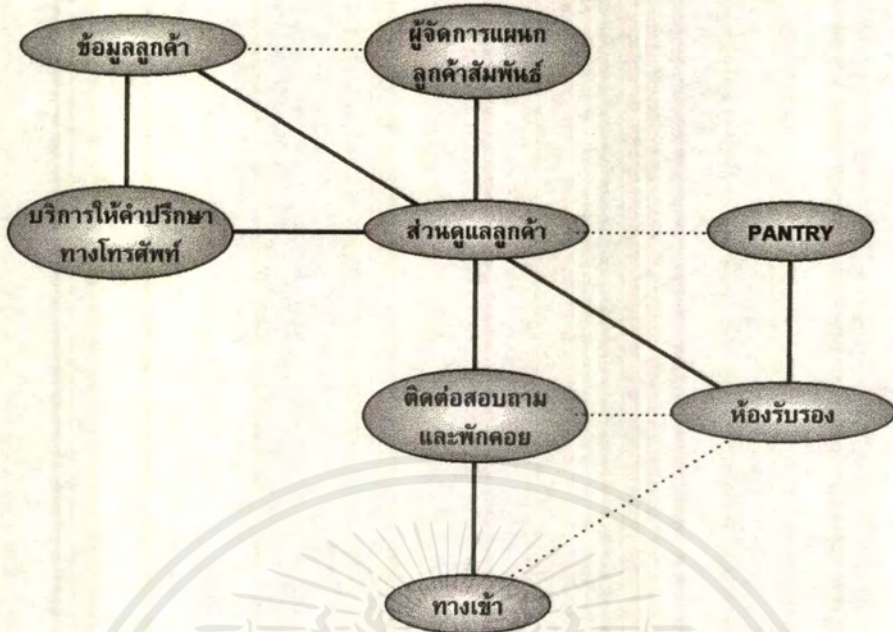 ข้อมูลลูกค้า
ผู้จัดการแผนก
ลูกค้าสัมพันธ์
บริการให้คำปรึกษา
ทางโทรศัพท์
ส่วนดูแลลูกค้า
PANTRY
ติดต่อสอบถาม
และพักคอย
ห้องรับรอง
ทางเข้า